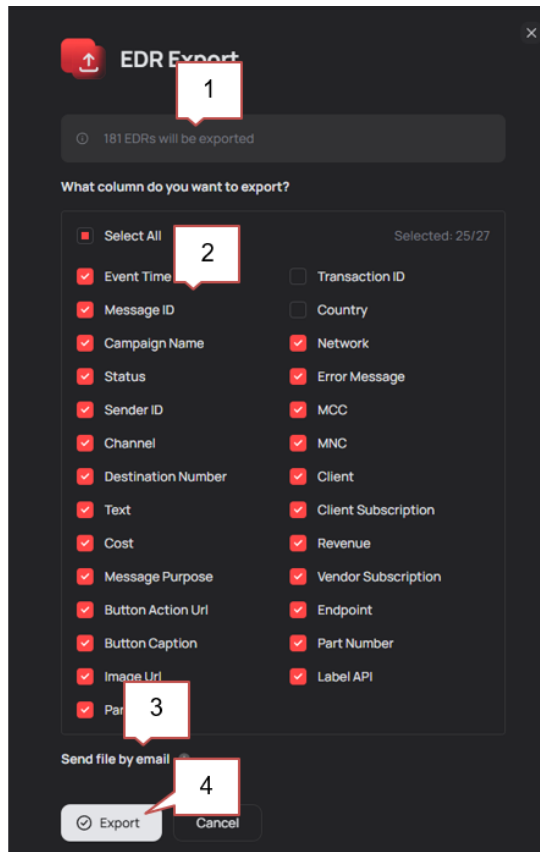 EDR Export
1
181 EDRs will be exported
What column do you want to export?
Select All
Selected: 25/27
2
Event Time
Transaction ID
Message ID
Country
Campaign Name
Network
Status
Error Message
Sender ID
MCC
Channel
MNC
Destination Number
Client
Text
Client Subscription
Cost
Revenue
Message Purpose
Vendor Subscription
Button Action Url
Endpoint
Button Caption
Part Number
Image Url
Label API
3
Send file by email
4
Export
Cancel